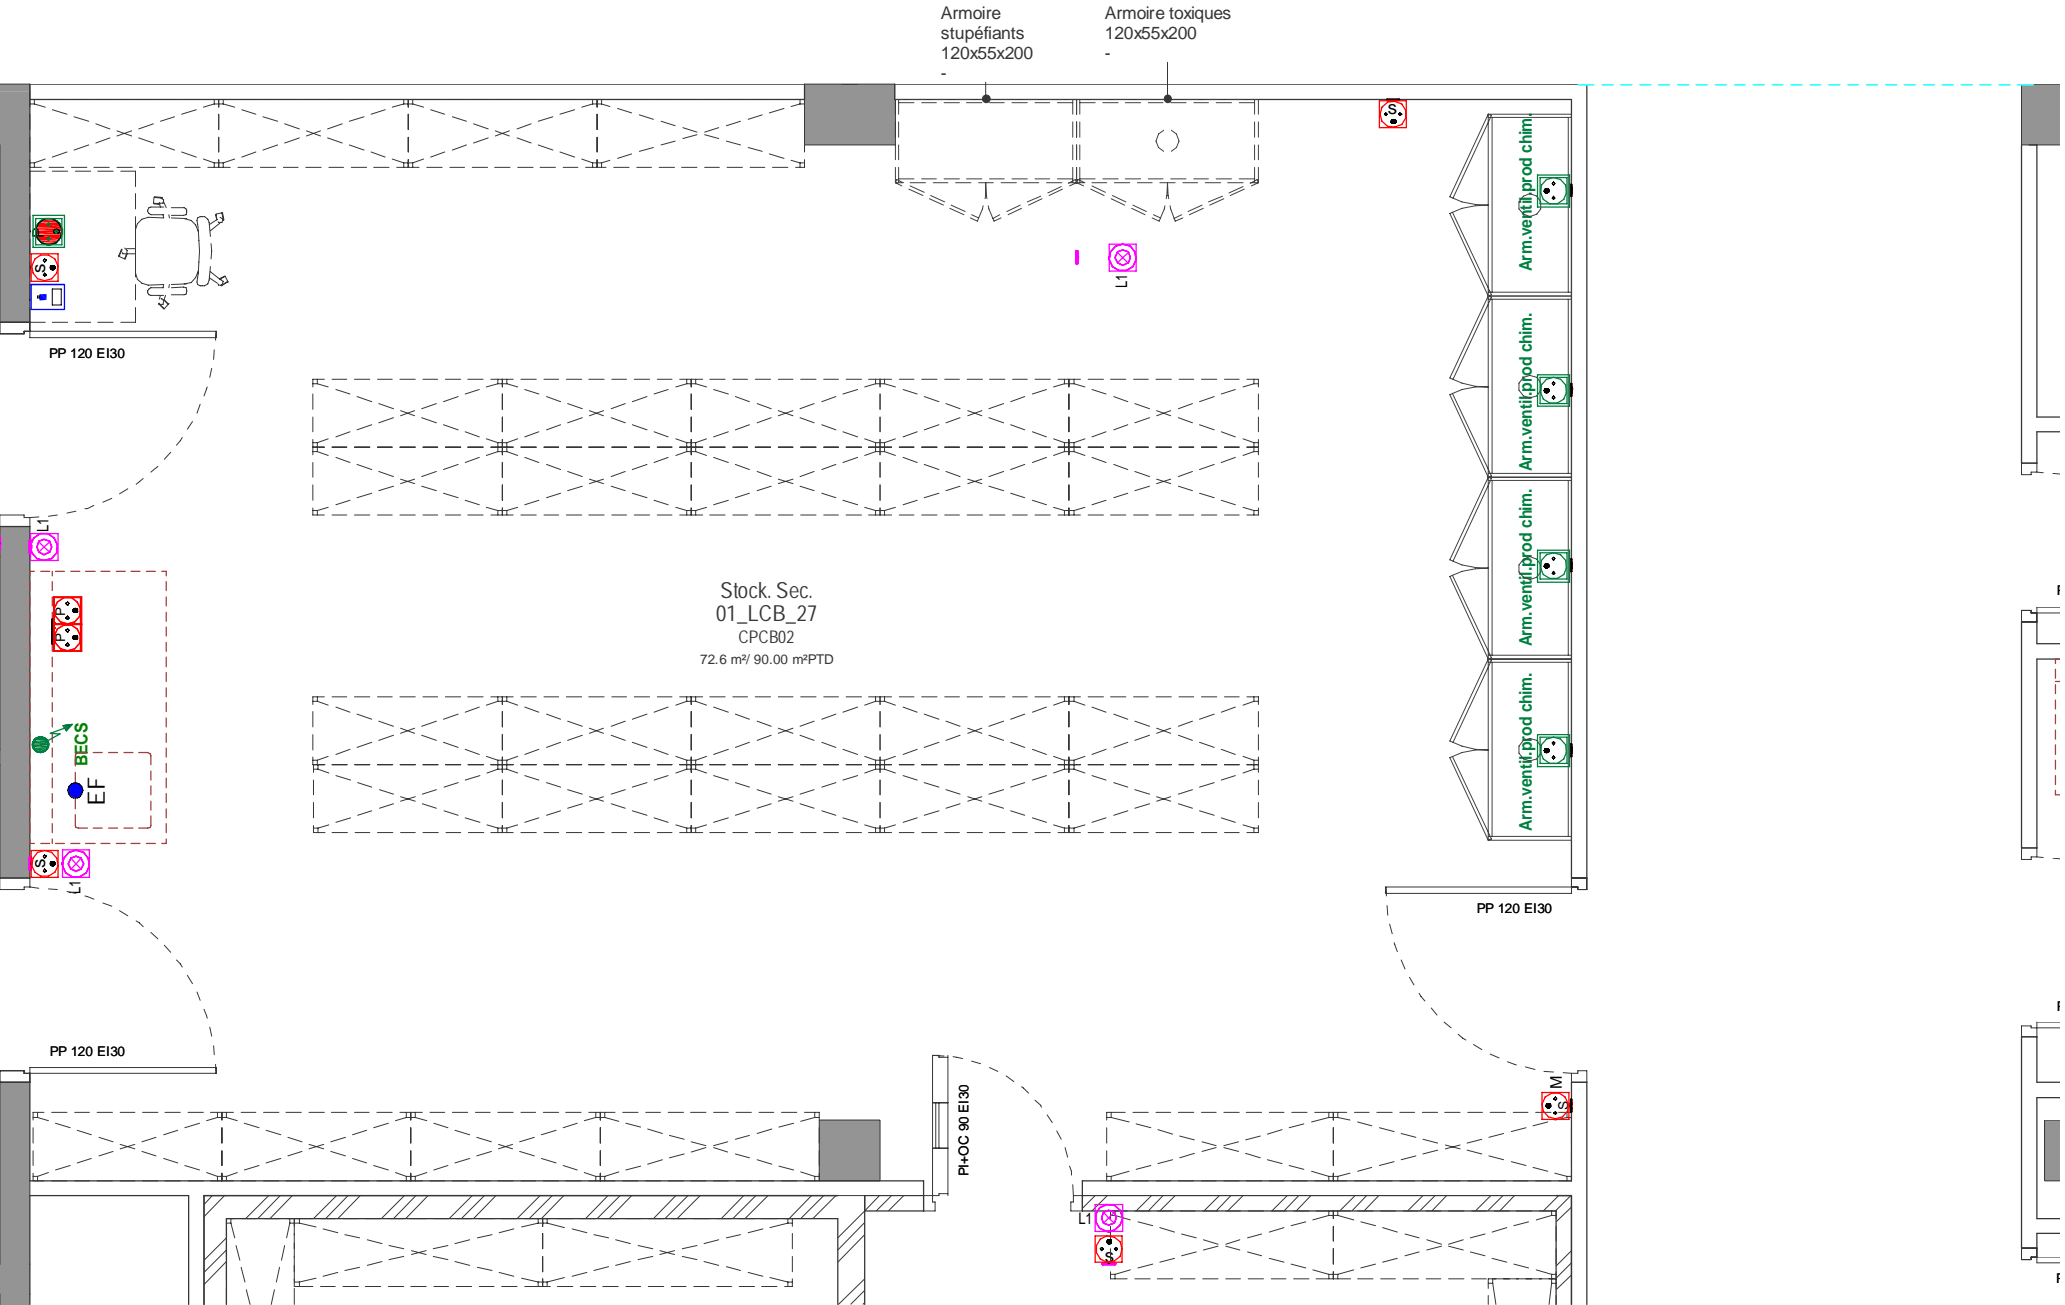 Armoire
stupéfiants
120x55x200
-
Armoire toxiques
120x55x200
-
S
Arm.ventil.prod chim.
S
L1
PP 120 EI30
Arm.ventil.prod chim.
L1
P
P
Stock. Sec.
01_LCB_27
CPCB02
72.6 m²/ 90.00 m²PTD
Arm.ventil.prod chim.
BECS
EF
Arm.ventil.prod chim.
S
L1
PP 120 EI30
PP 120 EI30
M
S
PI+OC 90 EI30
L1
S